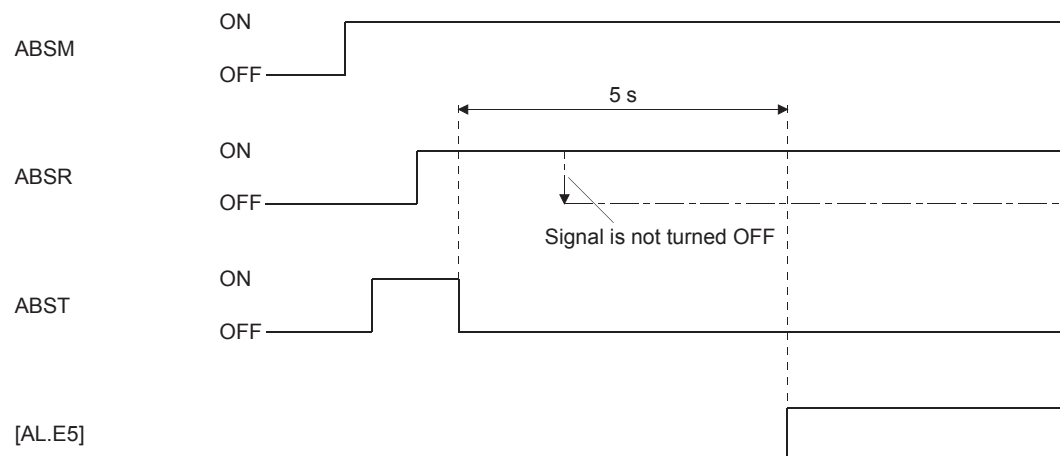 ON
ABSM
OFF
5 s
ON
ABSR
OFF
Signal is not turned OFF
ON
ABST
OFF
[AL.E5]